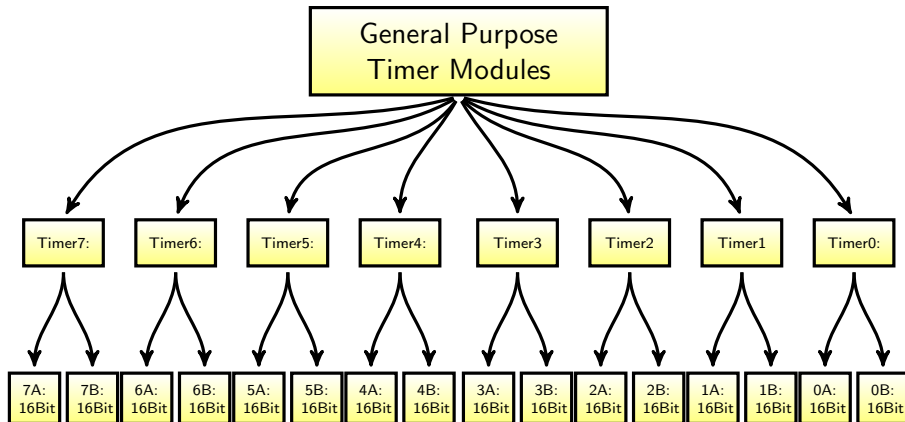 General Purpose
Timer Modules
Timer7:
Timer6:
Timer5:
Timer4:
Timer3
Timer2
Timer1
Timer0:
7A:
16Bit
7B:
16Bit
6A:
16Bit
6B:
16Bit
5A:
16Bit
5B:
16Bit
4A:
16Bit
4B:
16Bit
3A:
16Bit
3B:
16Bit
2A:
16Bit
2B:
16Bit
1A:
16Bit
1B:
16Bit
0A:
16Bit
0B:
16Bit